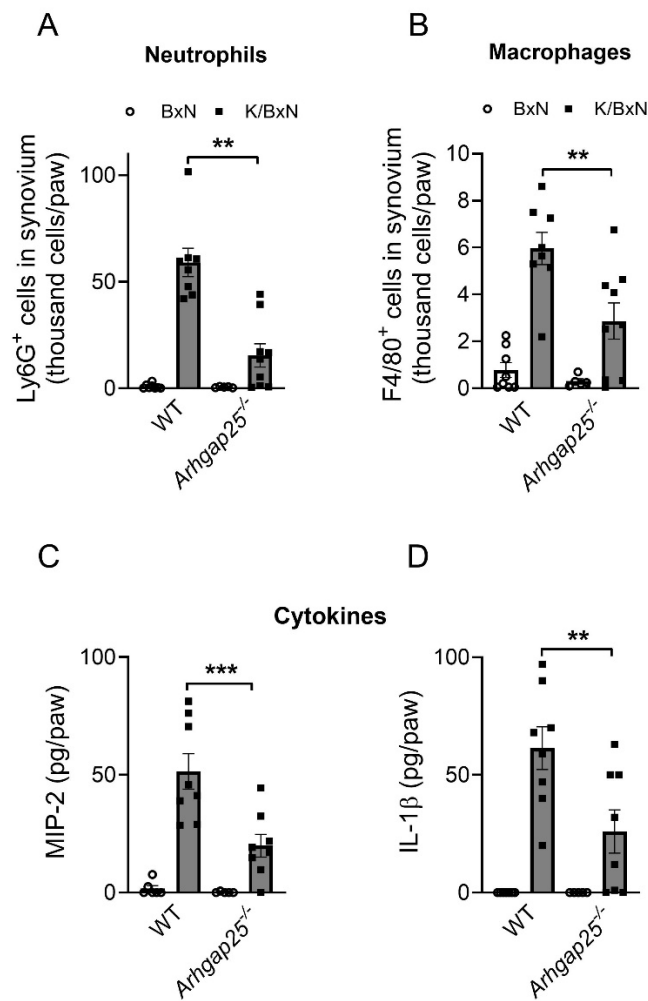 A
Neutrophils
BxN K/BxN
**
Ly6G+ cells in synovium
(thousand cells/paw)
100
50
0
WT
Arhgap25-/-
B
Macrophages
BxN K/BxN
**
F4/80+ cells in synovium
(thousand cells/paw)
10
8
6
4
2
0
WT
Arhgap25-/-
Cytokines
C
***
MIP-2 (pg/paw)
100
50
0
WT
Arhgap25-/-
D
**
IL-1β (pg/paw)
100
50
0
WT
Arhgap25-/-